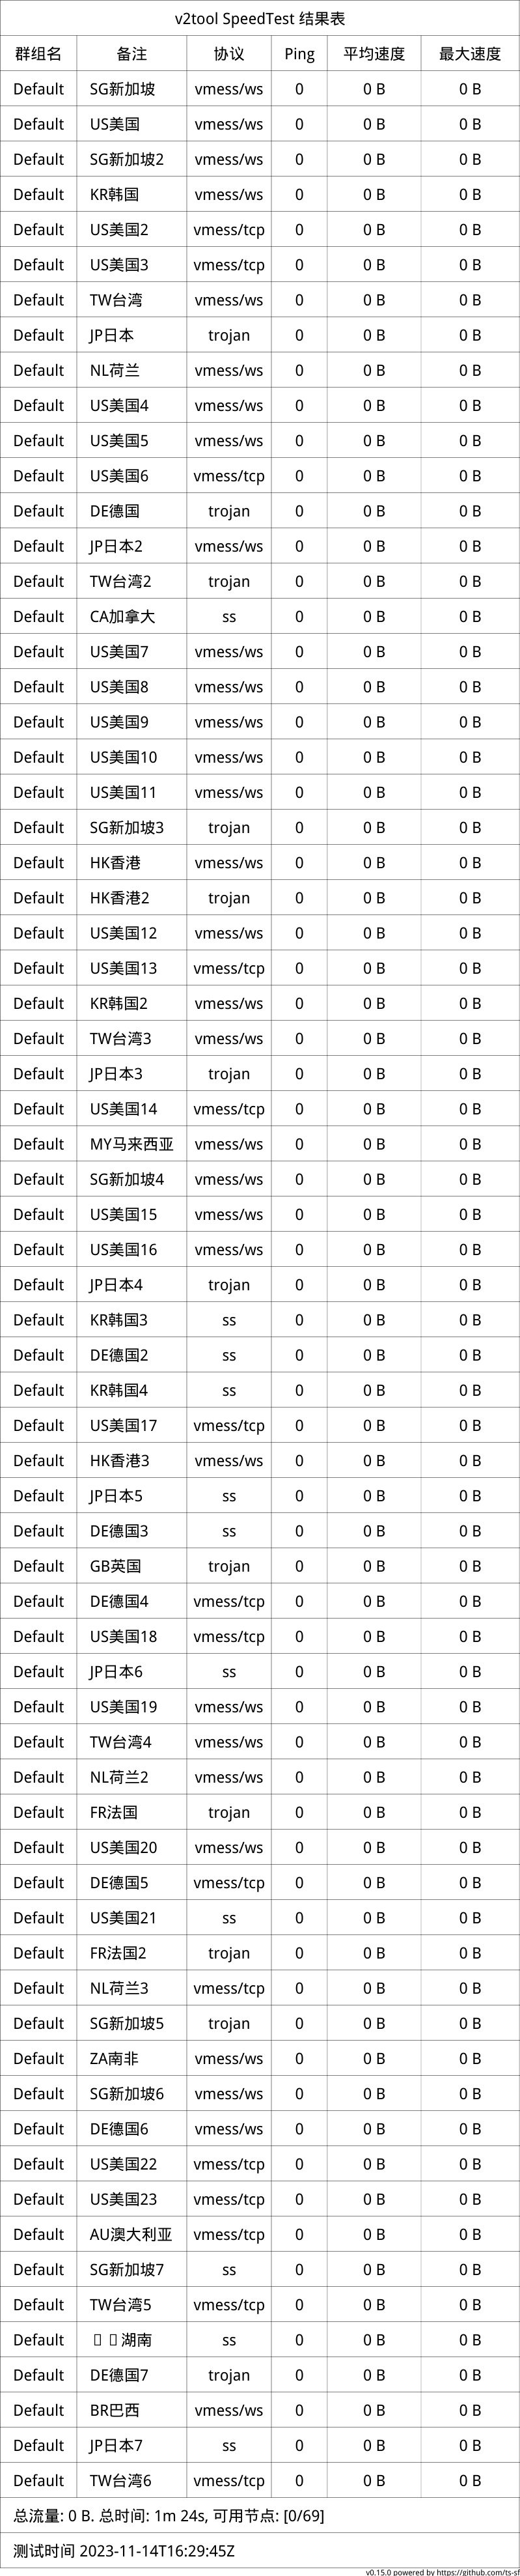 v2tool SpeedTest 结果表
群组名 备注 协议 Ping 平均速度 最大速度
Default SG新加坡 vmess/ws 0 0 B 0 B
Default US美国 vmess/ws 0 0 B 0 B
Default SG新加坡2 vmess/ws 0 0 B 0 B
Default KR韩国 vmess/ws 0 0 B 0 B
Default US美国2 vmess/tcp 0 0 B 0 B
Default US美国3 vmess/tcp 0 0 B 0 B
Default TW台湾 vmess/ws 0 0 B 0 B
Default JP日本 trojan 0 0 B 0 B
Default NL荷兰 vmess/ws 0 0 B 0 B
Default US美国4 vmess/ws 0 0 B 0 B
Default US美国5 vmess/ws 0 0 B 0 B
Default US美国6 vmess/tcp 0 0 B 0 B
Default DE德国 trojan 0 0 B 0 B
Default JP日本2 vmess/ws 0 0 B 0 B
Default TW台湾2 trojan 0 0 B 0 B
Default CA加拿大 ss 0 0 B 0 B
Default US美国7 vmess/ws 0 0 B 0 B
Default US美国8 vmess/ws 0 0 B 0 B
Default US美国9 vmess/ws 0 0 B 0 B
Default US美国10 vmess/ws 0 0 B 0 B
Default US美国11 vmess/ws 0 0 B 0 B
Default SG新加坡3 trojan 0 0 B 0 B
Default HK香港 vmess/ws 0 0 B 0 B
Default HK香港2 trojan 0 0 B 0 B
Default US美国12 vmess/ws 0 0 B 0 B
Default US美国13 vmess/tcp 0 0 B 0 B
Default KR韩国2 vmess/ws 0 0 B 0 B
Default TW台湾3 vmess/ws 0 0 B 0 B
Default JP日本3 trojan 0 0 B 0 B
Default US美国14 vmess/tcp 0 0 B 0 B
Default MY马来西亚 vmess/ws 0 0 B 0 B
Default SG新加坡4 vmess/ws 0 0 B 0 B
Default US美国15 vmess/ws 0 0 B 0 B
Default US美国16 vmess/ws 0 0 B 0 B
Default JP日本4 trojan 0 0 B 0 B
Default KR韩国3 ss 0 0 B 0 B
Default DE德国2 ss 0 0 B 0 B
Default KR韩国4 ss 0 0 B 0 B
Default US美国17 vmess/tcp 0 0 B 0 B
Default HK香港3 vmess/ws 0 0 B 0 B
Default JP日本5 ss 0 0 B 0 B
Default DE德国3 ss 0 0 B 0 B
Default GB英国 trojan 0 0 B 0 B
Default DE德国4 vmess/tcp 0 0 B 0 B
Default US美国18 vmess/tcp 0 0 B 0 B
Default JP日本6 ss 0 0 B 0 B
Default US美国19 vmess/ws 0 0 B 0 B
Default TW台湾4 vmess/ws 0 0 B 0 B
Default NL荷兰2 vmess/ws 0 0 B 0 B
Default FR法国 trojan 0 0 B 0 B
Default US美国20 vmess/ws 0 0 B 0 B
Default DE德国5 vmess/tcp 0 0 B 0 B
Default US美国21 ss 0 0 B 0 B
Default FR法国2 trojan 0 0 B 0 B
Default NL荷兰3 vmess/tcp 0 0 B 0 B
Default SG新加坡5 trojan 0 0 B 0 B
Default ZA南非 vmess/ws 0 0 B 0 B
Default SG新加坡6 vmess/ws 0 0 B 0 B
Default DE德国6 vmess/ws 0 0 B 0 B
Default US美国22 vmess/tcp 0 0 B 0 B
Default US美国23 vmess/tcp 0 0 B 0 B
Default AU澳大利亚 vmess/tcp 0 0 B 0 B
Default SG新加坡7 ss 0 0 B 0 B
Default TW台湾5 vmess/tcp 0 0 B 0 B
Default 湖南 ss 0 0 B 0 B
Default DE德国7 trojan 0 0 B 0 B
Default BR巴西 vmess/ws 0 0 B 0 B
Default JP日本7 ss 0 0 B 0 B
Default TW台湾6 vmess/tcp 0 0 B 0 B
总流量: 0 B. 总时间: 1m 24s, 可用节点: [0/69]
测试时间 2023-11-14T16:29:45Z
v0.15.0 powered by https://github.com/ts-sf